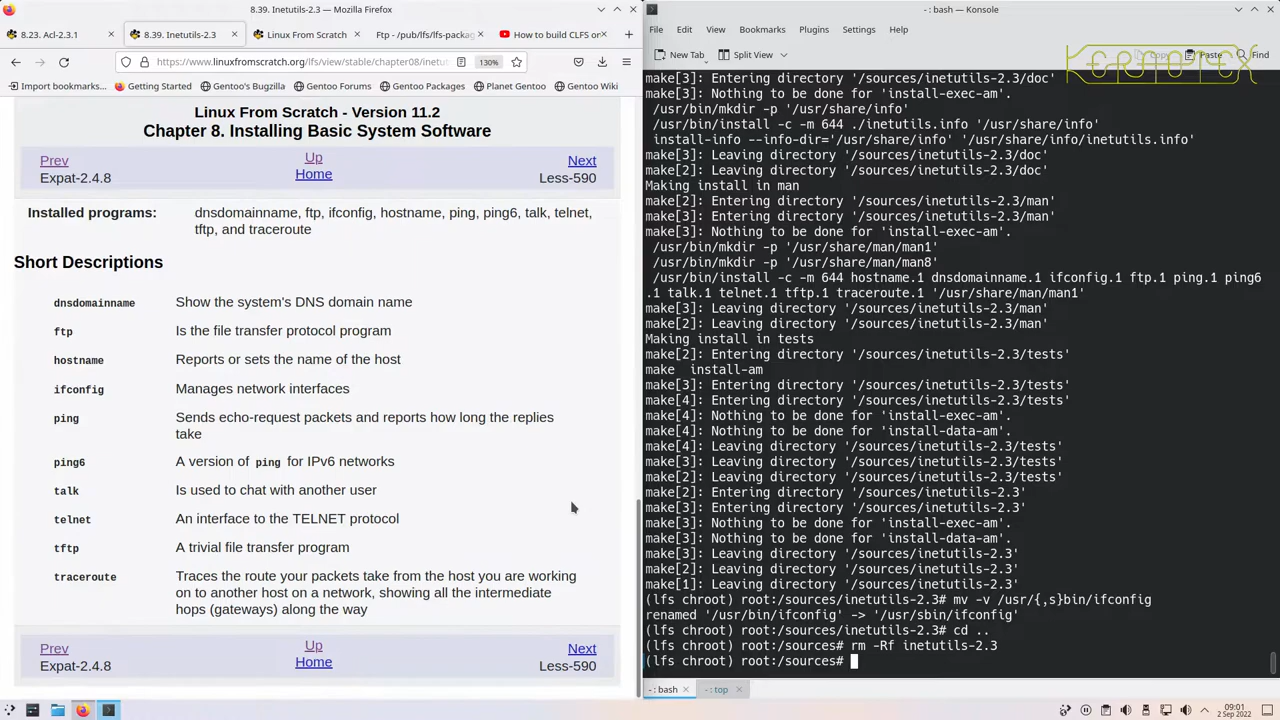 8.39. Inetutils-2.3 — Mozilla Firefox
8.23. Acl-2.3.1
8.39. Inetutils-2.3
Linux From Scratch
Ftp - /pub/lfs/lfs-packag
How to build CLFS on
https://www.linuxfromscratch.org/lfs/view/stable/chapter08/inetu
130%
Import bookmarks...
Getting Started
Gentoo's Bugzilla
Gentoo Forums
Gentoo Packages
Planet Gentoo
Gentoo Wiki
Linux From Scratch - Version 11.2
Chapter 8. Installing Basic System Software
Prev
Up
Next
Expat-2.4.8
Home
Less-590
Installed programs:
dnsdomainname, ftp, ifconfig, hostname, ping, ping6, talk, telnet,
tftp, and traceroute
Short Descriptions
dnsdomainname
Show the system's DNS domain name
ftp
Is the file transfer protocol program
hostname
Reports or sets the name of the host
ifconfig
Manages network interfaces
ping
Sends echo-request packets and reports how long the replies
take
ping6
A version of ping for IPv6 networks
talk
Is used to chat with another user
telnet
An interface to the TELNET protocol
tftp
A trivial file transfer program
traceroute
Traces the route your packets take from the host you are working
on to another host on a network, showing all the intermediate
hops (gateways) along the way
Prev
Up
Next
Expat-2.4.8
Home
Less-590
- : bash — Konsole
File Edit View Bookmarks Plugins Settings Help
New Tab
Split View
Copy
Paste
Find
KERNOTEX
make[3]: Entering directory '/sources/inetutils-2.3/doc'
make[3]: Nothing to be done for 'install-exec-am'.
/usr/bin/mkdir -p '/usr/share/info'
/usr/bin/install -c -m 644 ./inetutils.info '/usr/share/info'
install-info --info-dir='/usr/share/info' '/usr/share/info/inetutils.info'
make[3]: Leaving directory '/sources/inetutils-2.3/doc'
make[2]: Leaving directory '/sources/inetutils-2.3/doc'
Making install in man
make[2]: Entering directory '/sources/inetutils-2.3/man'
make[3]: Entering directory '/sources/inetutils-2.3/man'
make[3]: Nothing to be done for 'install-exec-am'.
/usr/bin/mkdir -p '/usr/share/man/man1'
/usr/bin/mkdir -p '/usr/share/man/man8'
/usr/bin/install -c -m 644 hostname.1 dnsdomainname.1 ifconfig.1 ftp.1 ping.1 ping6
.1 talk.1 telnet.1 tftp.1 traceroute.1 '/usr/share/man/man1'
make[3]: Leaving directory '/sources/inetutils-2.3/man'
make[2]: Leaving directory '/sources/inetutils-2.3/man'
Making install in tests
make[2]: Entering directory '/sources/inetutils-2.3/tests'
make  install-am
make[3]: Entering directory '/sources/inetutils-2.3/tests'
make[4]: Entering directory '/sources/inetutils-2.3/tests'
make[4]: Nothing to be done for 'install-exec-am'.
make[4]: Nothing to be done for 'install-data-am'.
make[4]: Leaving directory '/sources/inetutils-2.3/tests'
make[3]: Leaving directory '/sources/inetutils-2.3/tests'
make[2]: Leaving directory '/sources/inetutils-2.3/tests'
make[2]: Entering directory '/sources/inetutils-2.3'
make[3]: Entering directory '/sources/inetutils-2.3'
make[3]: Nothing to be done for 'install-exec-am'.
make[3]: Nothing to be done for 'install-data-am'.
make[3]: Leaving directory '/sources/inetutils-2.3'
make[2]: Leaving directory '/sources/inetutils-2.3'
make[1]: Leaving directory '/sources/inetutils-2.3'
(lfs chroot) root:/sources/inetutils-2.3# mv -v /usr/{,s}bin/ifconfig
renamed '/usr/bin/ifconfig' -> '/usr/sbin/ifconfig'
(lfs chroot) root:/sources/inetutils-2.3# cd ..
(lfs chroot) root:/sources# rm -Rf inetutils-2.3
(lfs chroot) root:/sources#
- : bash
- : top
09:01
2 Sep 2022